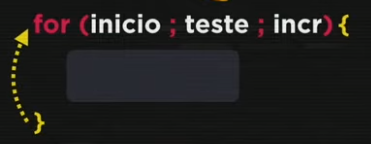 for (inicio ; teste ; incr) {
}